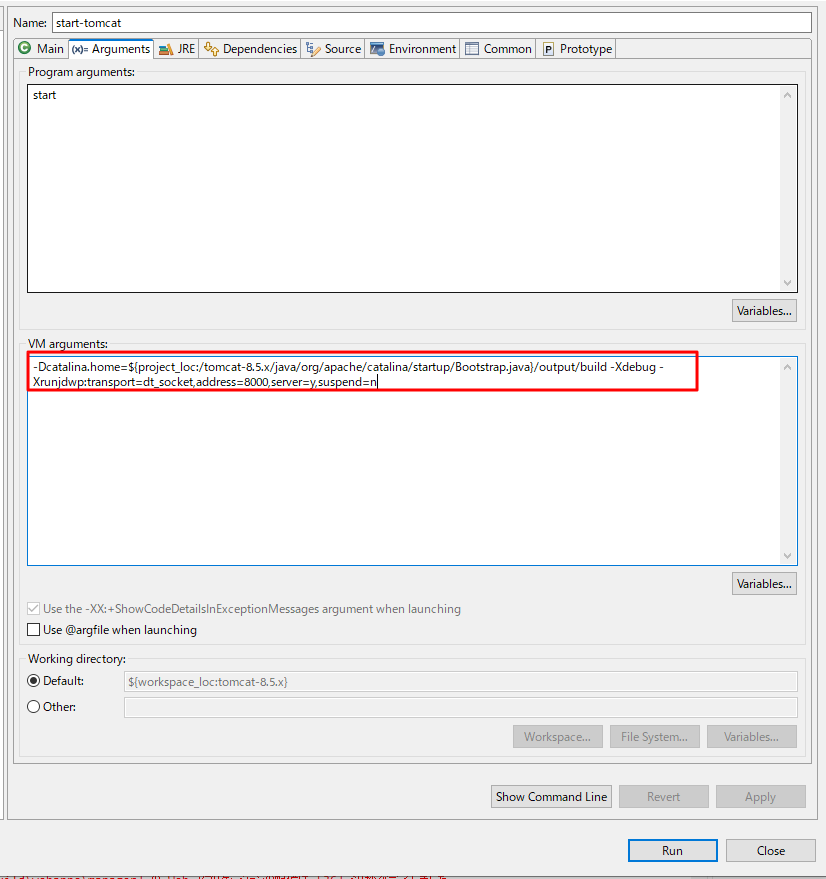 Name: start-tomcat
Main (x)= Arguments JRE Dependencies Source Environment Common P Prototype
Program arguments:
start
Variables...
VM arguments:
-Dcatalina.home=${project_loc:/tomcat-8.5.x/java/org/apache/catalina/startup/Bootstrap.java}/output/build -Xdebug -
Xrunjdwp:transport=dt_socket,address=8000,server=y,suspend=n
Variables...
Use the -XX:+ShowCodeDetailsInExceptionMessages argument when launching
Use @argfile when launching
Working directory:
Default: ${workspace_loc:tomcat-8.5.x}
Other:
Workspace... File System... Variables...
Show Command Line Revert Apply
Run Close